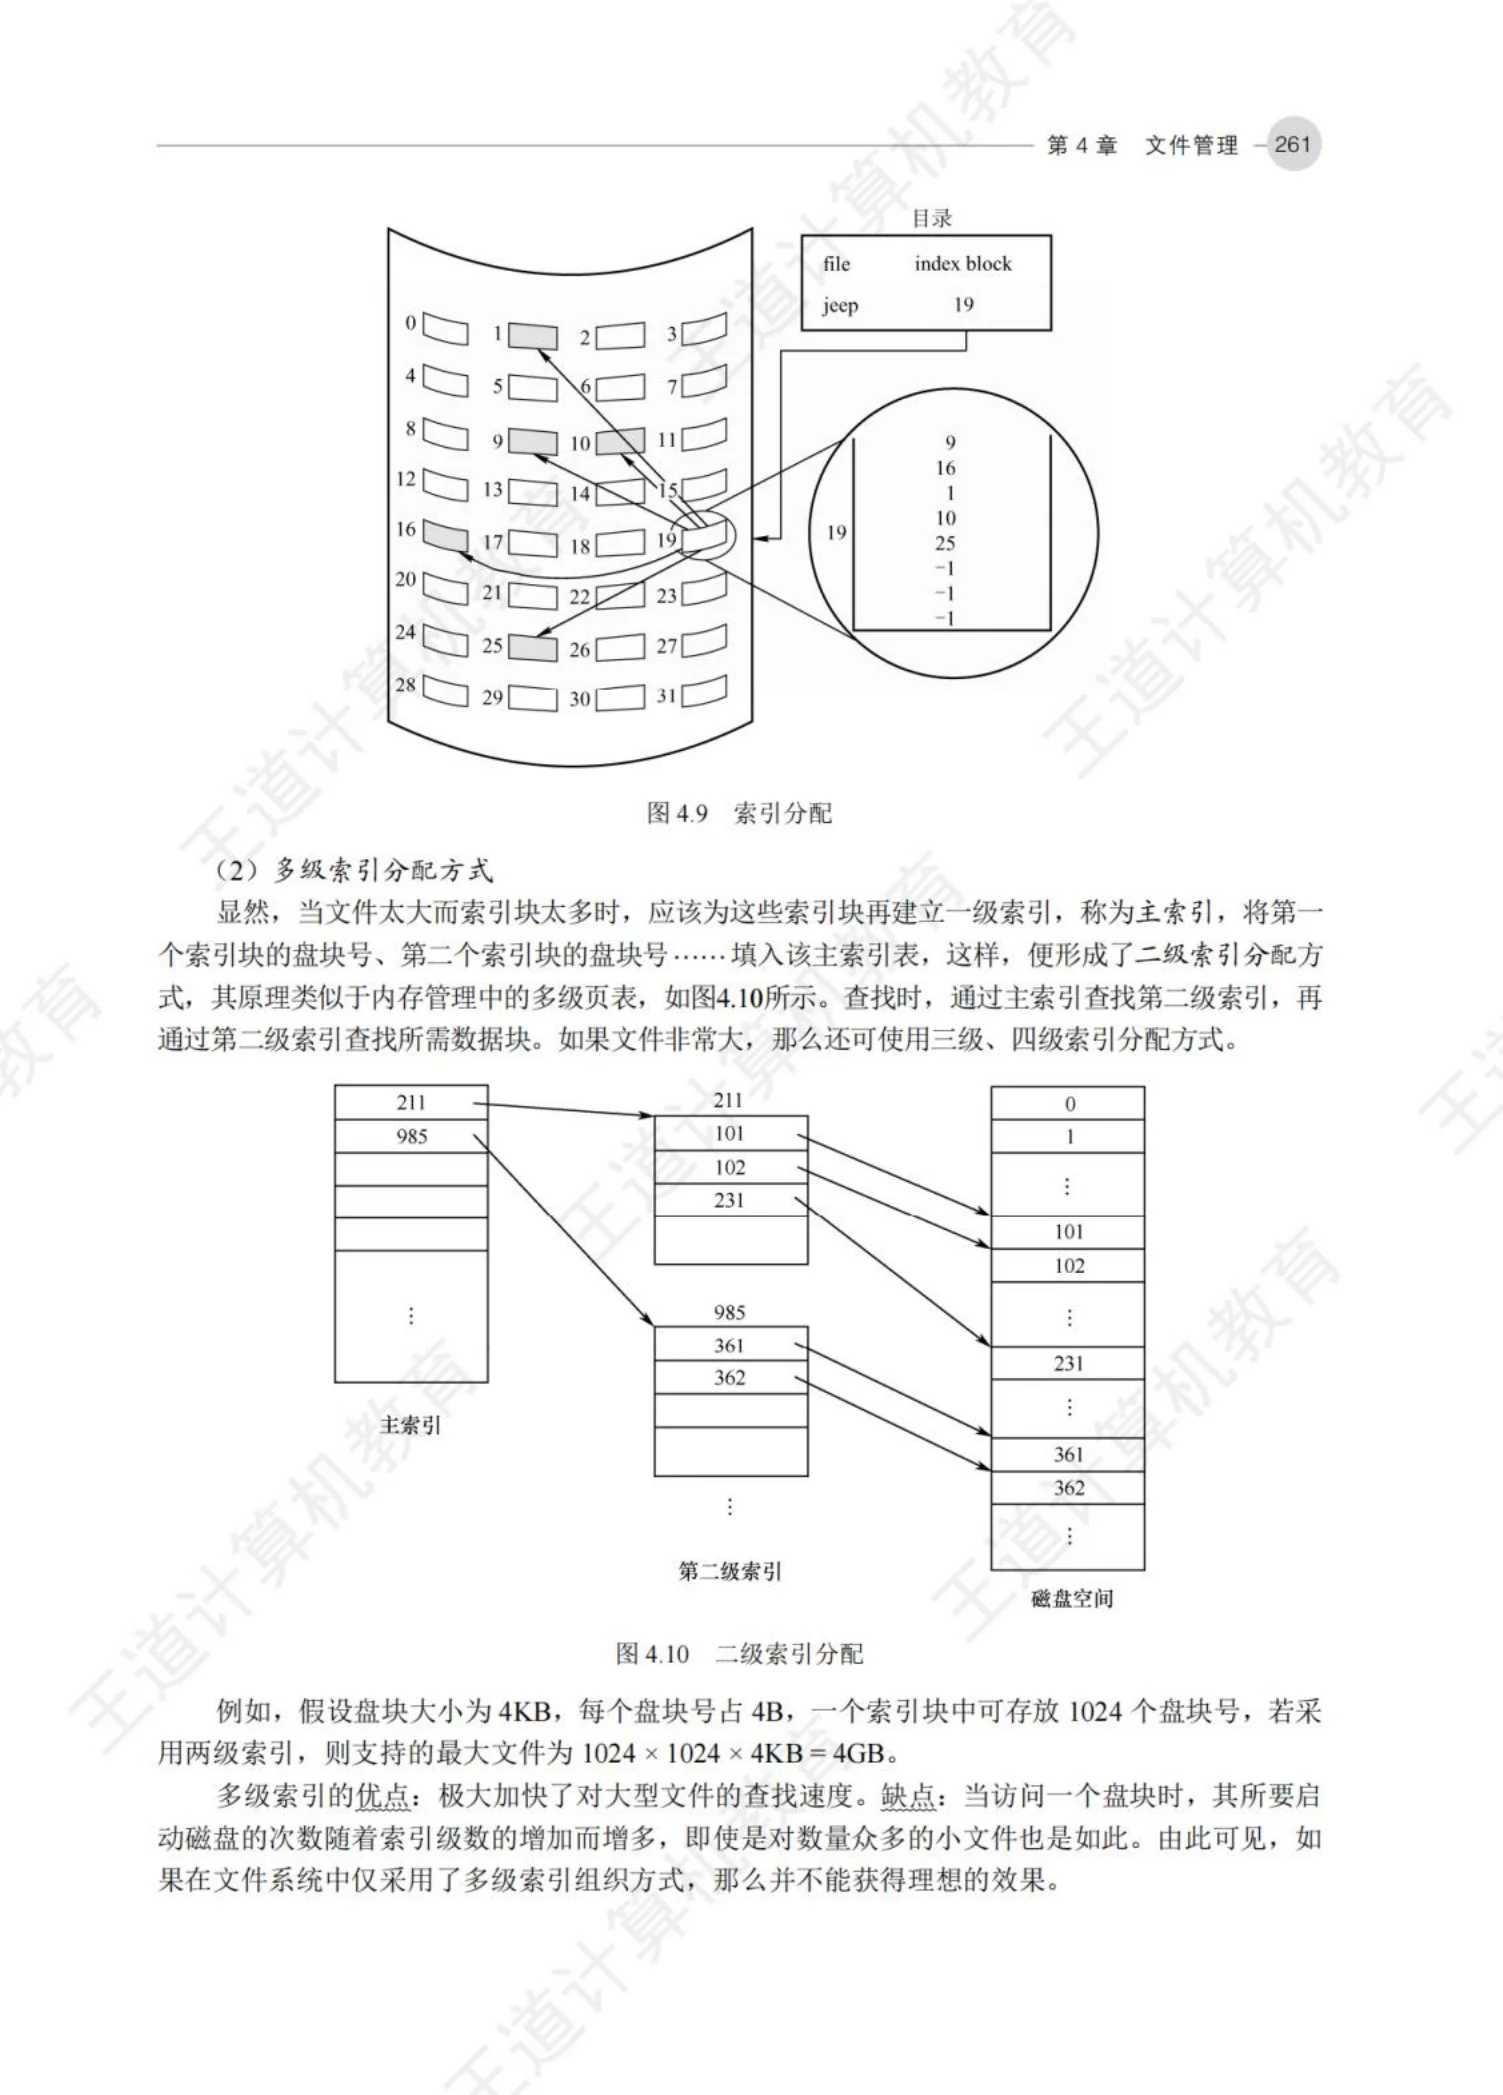 第 4 章 文件管理 261
目录
file index block
jeep 19
0 1 2 3
4 5 6 7
8 9 10 11
12 13 14 15
16 17 18 19
20 21 22 23
24 25 26 27
28 29 30 31
19
9
16
1
10
25
-1
-1
-1
图 4.9 索引分配
（2）多级索引分配方式
显然，当文件太大而索引块太多时，应该为这些索引块再建立一级索引，称为主索引，将第一
个索引块的盘块号、第二个索引块的盘块号……填入该主索引表，这样，便形成了二级索引分配方
式，其原理类似于内存管理中的多级页表，如图4.10所示。查找时，通过主索引查找第二级索引，再
通过第二级索引查找所需数据块。如果文件非常大，那么还可使用三级、四级索引分配方式。
211
985
⋮
主索引
211
101
102
231
985
361
362
⋮
第二级索引
0
1
⋮
101
102
⋮
231
⋮
361
362
⋮
磁盘空间
图 4.10 二级索引分配
例如，假设盘块大小为 4KB，每个盘块号占 4B，一个索引块中可存放 1024 个盘块号，若采
用两级索引，则支持的最大文件为 1024 × 1024 × 4KB = 4GB。
多级索引的优点：极大加快了对大型文件的查找速度。缺点：当访问一个盘块时，其所要启
动磁盘的次数随着索引级数的增加而增多，即使是对数量众多的小文件也是如此。由此可见，如
果在文件系统中仅采用了多级索引组织方式，那么并不能获得理想的效果。
王道计算机教育